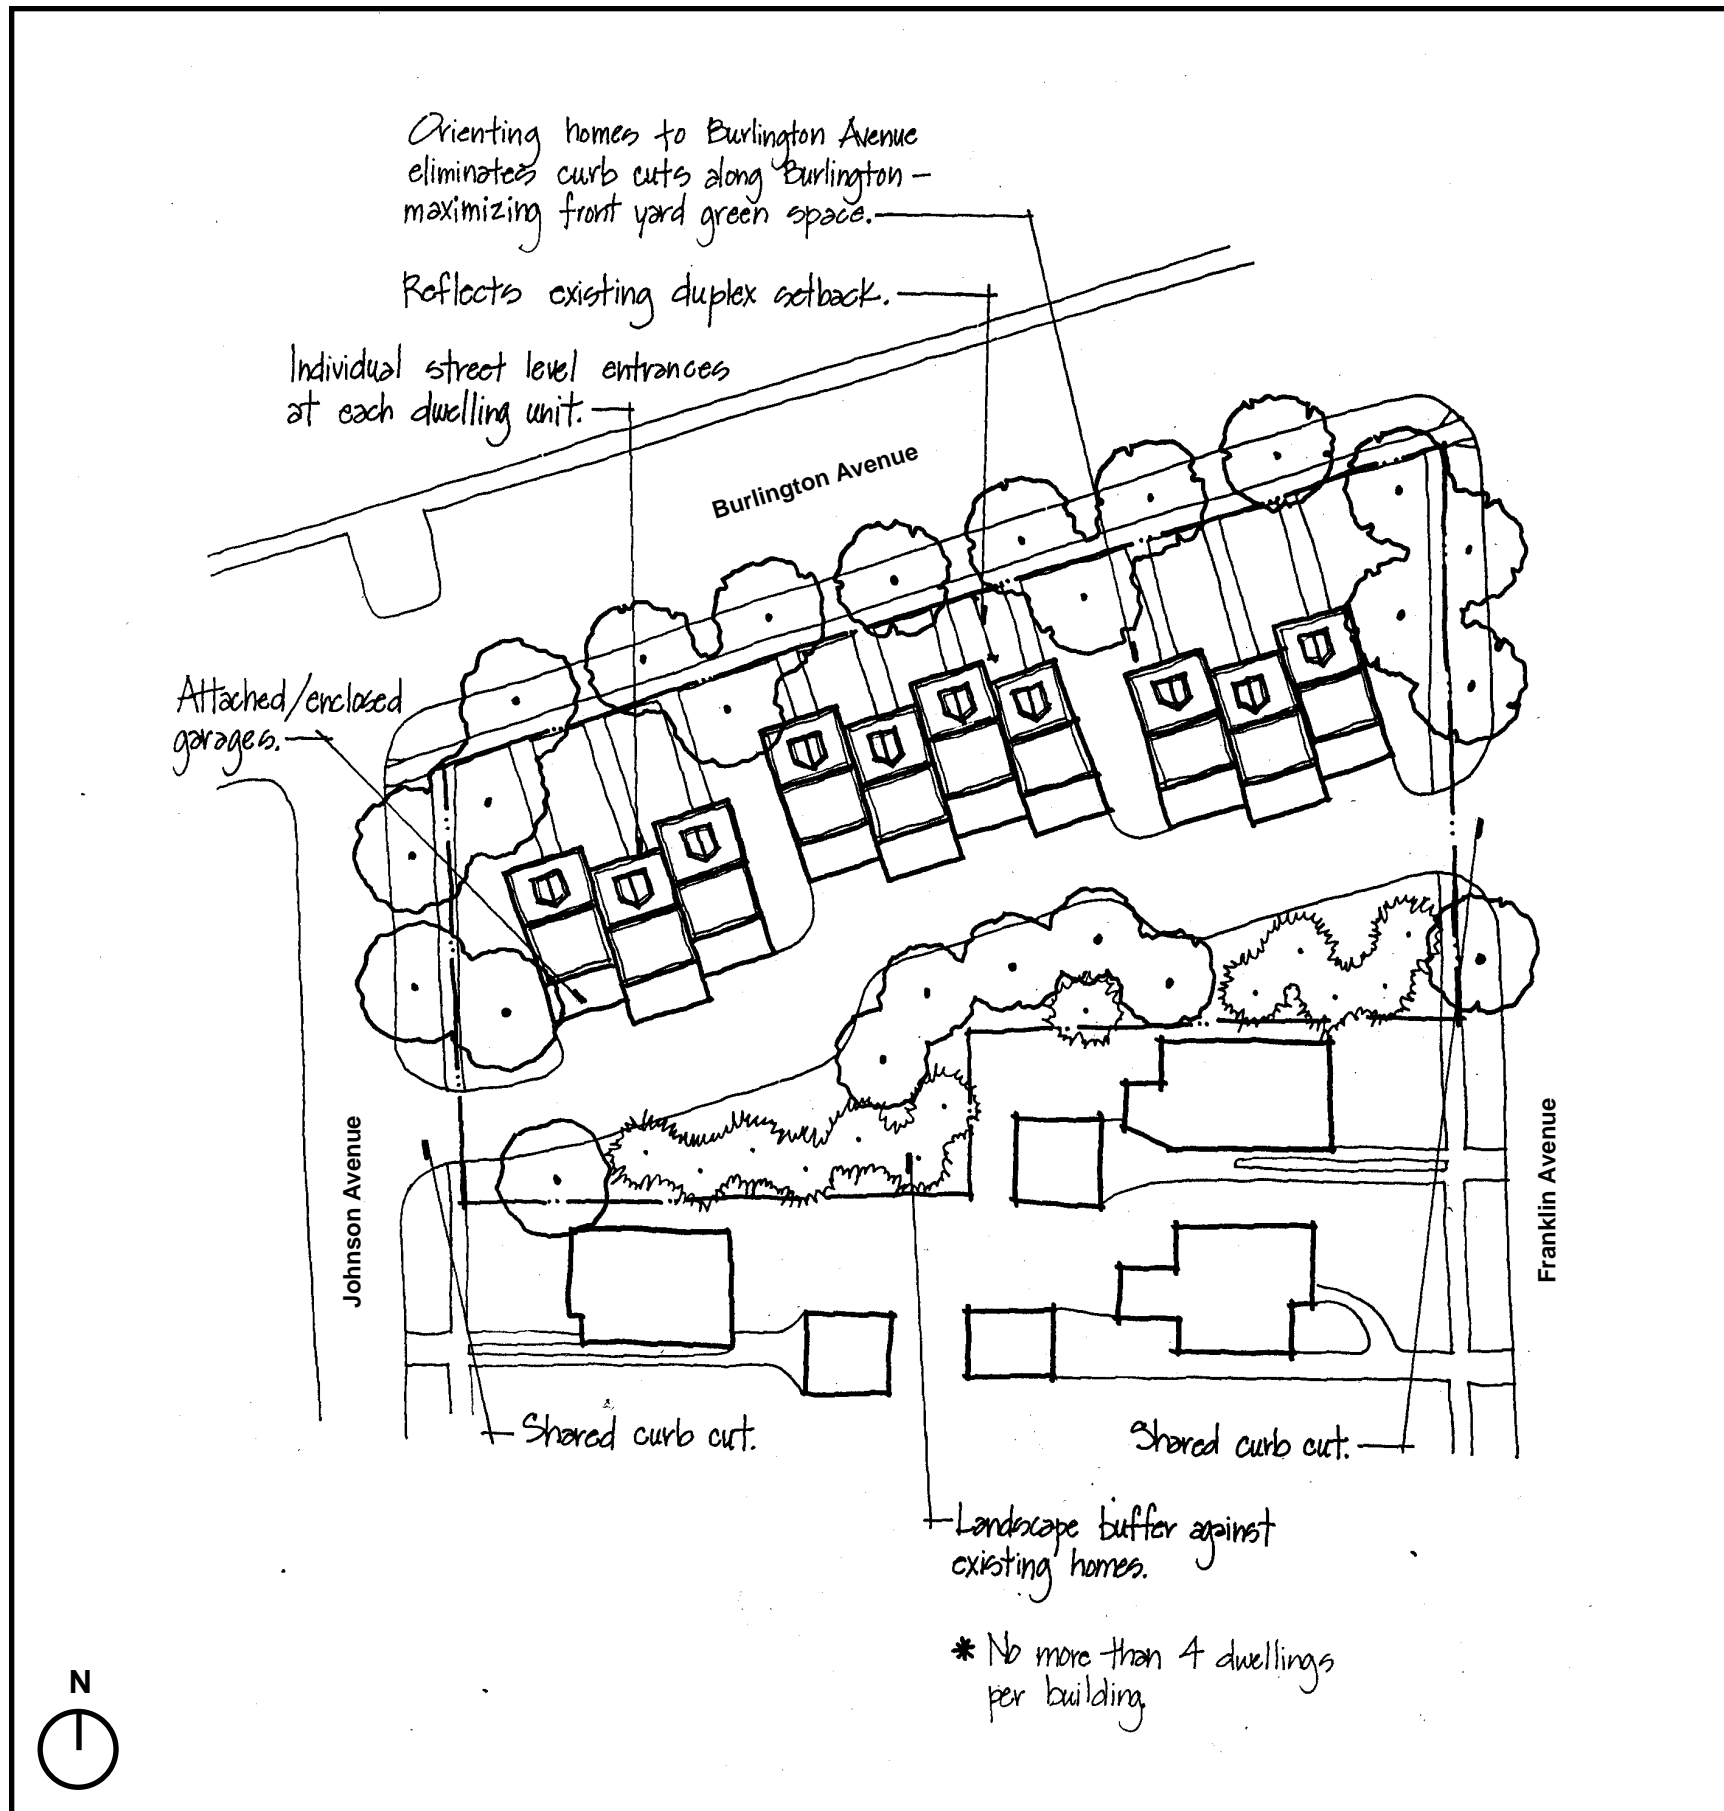 Orienting homes to Burlington Avenue
eliminates curb cuts along Burlington –
maximizing front yard green space.
Reflects existing duplex setback.
Individual street level entrances
at each dwelling unit.
Burlington Avenue
Attached/enclosed
garages.
Johnson Avenue
Franklin Avenue
Shared curb cut.
Shared curb cut.
Landscape buffer against
existing homes.
* No more than 4 dwellings
per building.
N